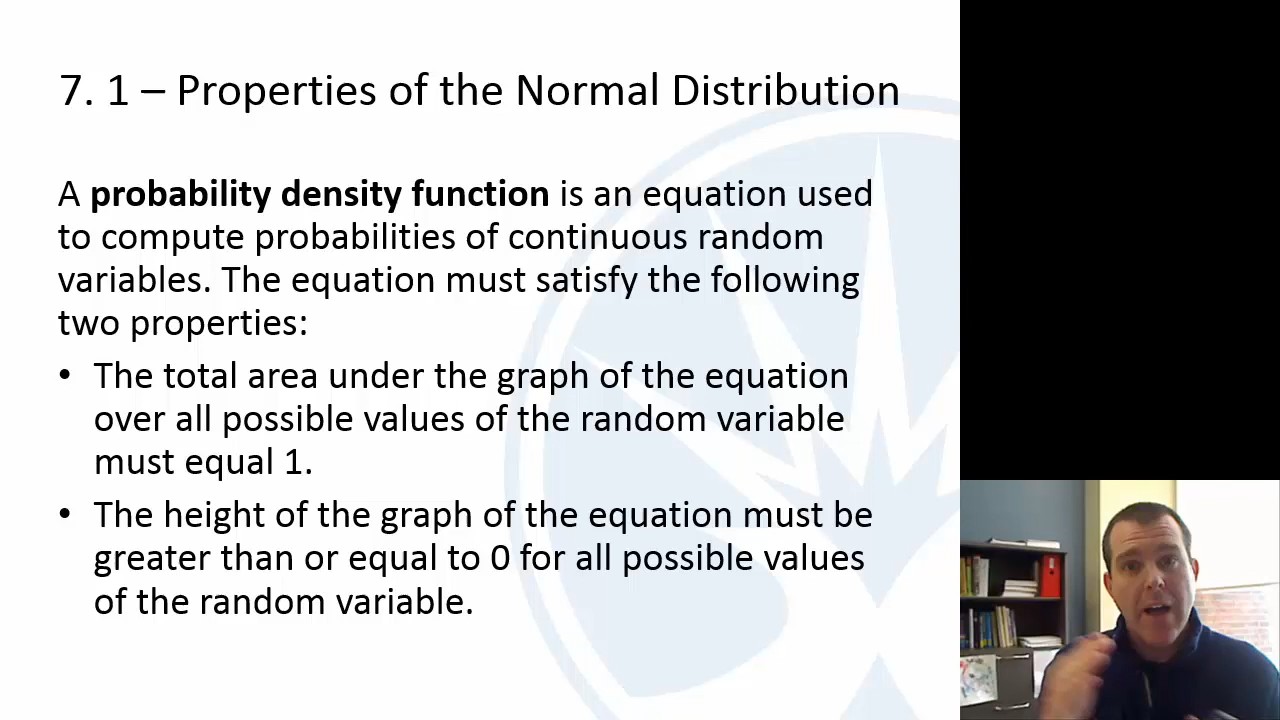 7. 1 – Properties of the Normal Distribution
A probability density function is an equation used
to compute probabilities of continuous random
variables. The equation must satisfy the following
two properties:
• The total area under the graph of the equation
over all possible values of the random variable
must equal 1.
• The height of the graph of the equation must be
greater than or equal to 0 for all possible values
of the random variable.